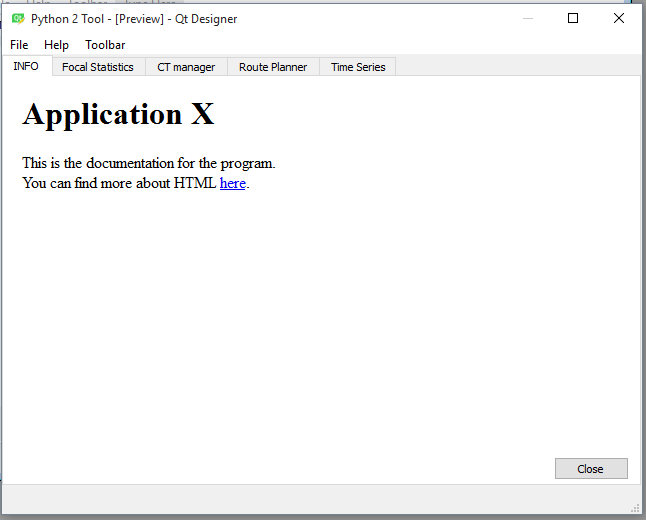 Python 2 Tool - [Preview] - Qt Designer
File Help Toolbar
INFO Focal Statistics CT manager Route Planner Time Series
Application X
This is the documentation for the program.
You can find more about HTML here.
Close